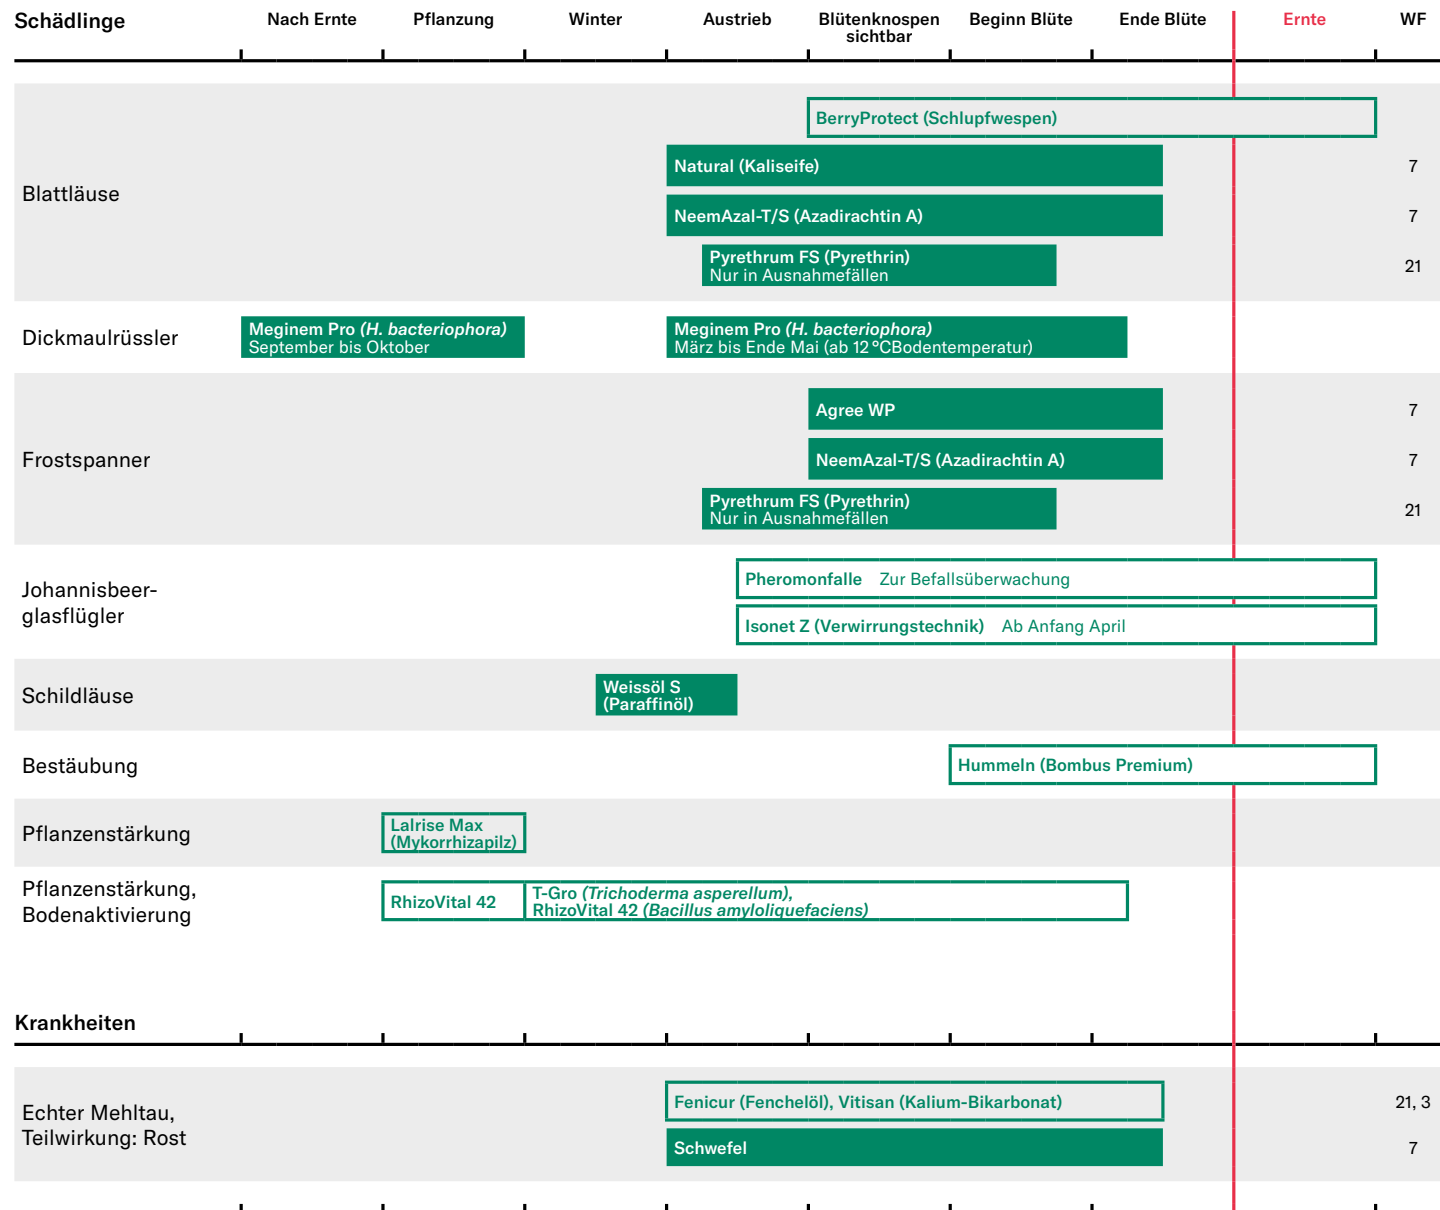 Schädlinge
Nach Ernte
Pflanzung
Winter
Austrieb
Blütenknospen
sichtbar
Beginn Blüte
Ende Blüte
Ernte
WF
Blattläuse
BerryProtect (Schlupfwespen)
Natural (Kaliseife)
7
NeemAzal-T/S (Azadirachtin A)
7
Pyrethrum FS (Pyrethrin)
Nur in Ausnahmefällen
21
Dickmaulrüssler
Meginem Pro (H. bacteriophora)
September bis Oktober
Meginem Pro (H. bacteriophora)
März bis Ende Mai (ab 12 °CBodentemperatur)
Frostspanner
Agree WP
7
NeemAzal-T/S (Azadirachtin A)
7
Pyrethrum FS (Pyrethrin)
Nur in Ausnahmefällen
21
Johannisbeer-
glasflügler
Pheromonfalle Zur Befallsüberwachung
Isonet Z (Verwirrungstechnik) Ab Anfang April
Schildläuse
Weissöl S
(Paraffinöl)
Bestäubung
Hummeln (Bombus Premium)
Pflanzenstärkung
Lalrise Max
(Mykorrhizapilz)
Pflanzenstärkung,
Bodenaktivierung
RhizoVital 42
T-Gro (Trichoderma asperellum),
RhizoVital 42 (Bacillus amyloliquefaciens)
Krankheiten
Echter Mehltau,
Teilwirkung: Rost
Fenicur (Fenchelöl), Vitisan (Kalium-Bikarbonat)
21, 3
Schwefel
7